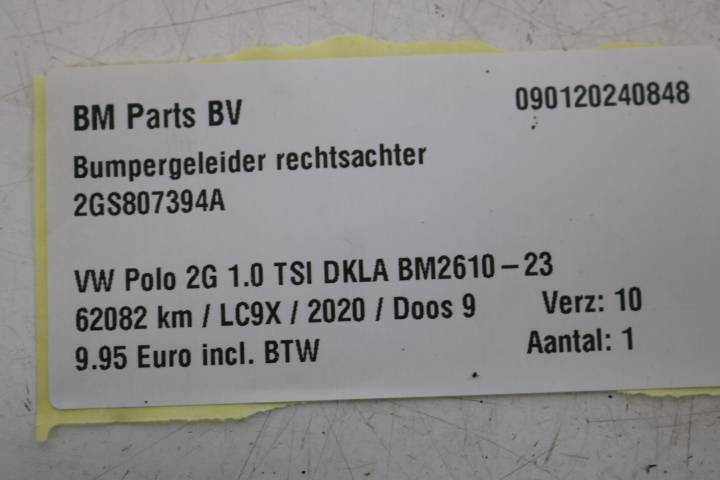 BM Parts BV 090120240848
Bumpergeleider rechtsachter
2GS807394A
VW Polo 2G 1.0 TSI DKLA BM2610-23
62082 km / LC9X / 2020 / Doos 9 Verz: 10
9.95 Euro incl. BTW Aantal: 1